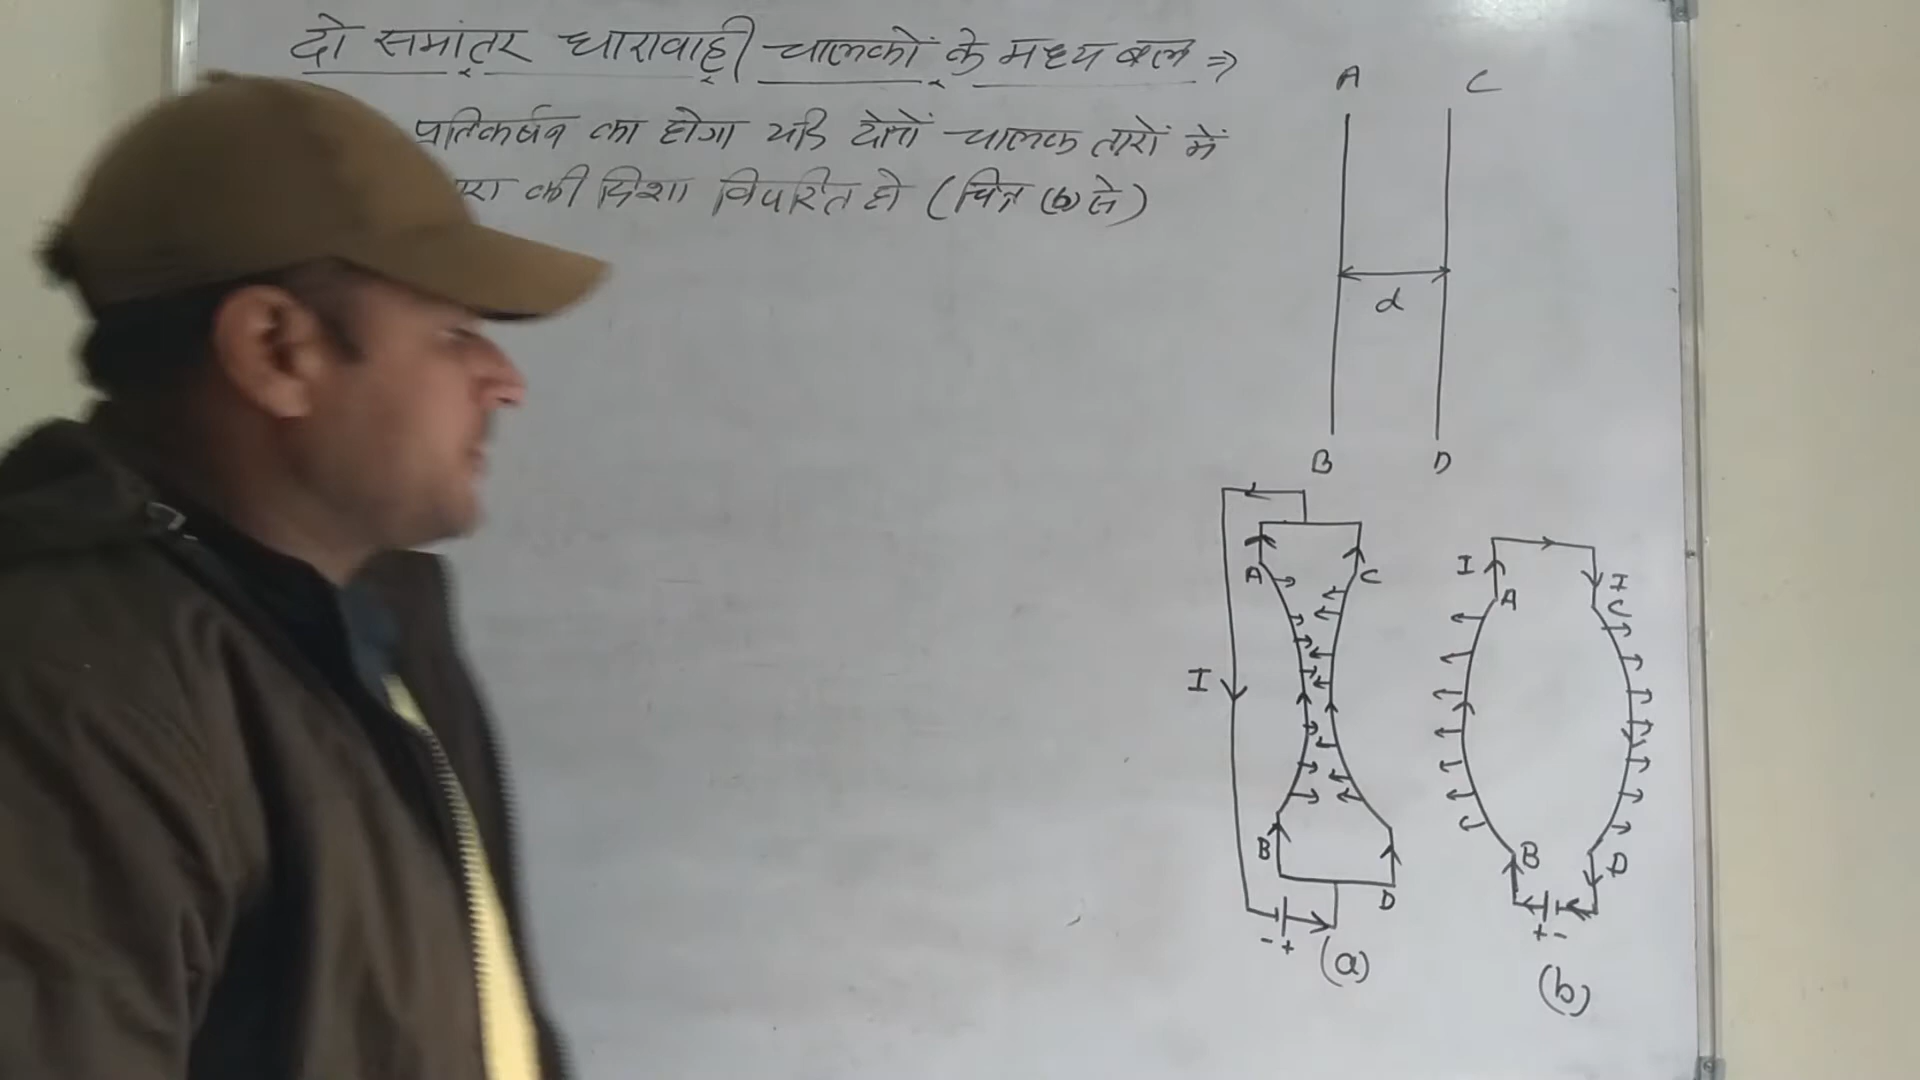 दो समांतर धारावाही चालकों के मध्य बल ⇒
प्रतिकर्षण का होगा यदि दोनों चालक तारों में
की दिशा विपरित हो (चित्र (b) से)
A C
d
B D
A C
I
B D
- +
(a)
I I
A C
B D
+ -
(b)